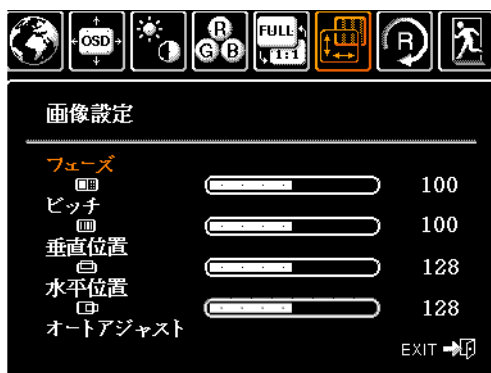 OSD
R
G B
FULL
1:1
R
画像設定
フェーズ
100
ピッチ
100
垂直位置
128
水平位置
128
オートアジャスト
EXIT